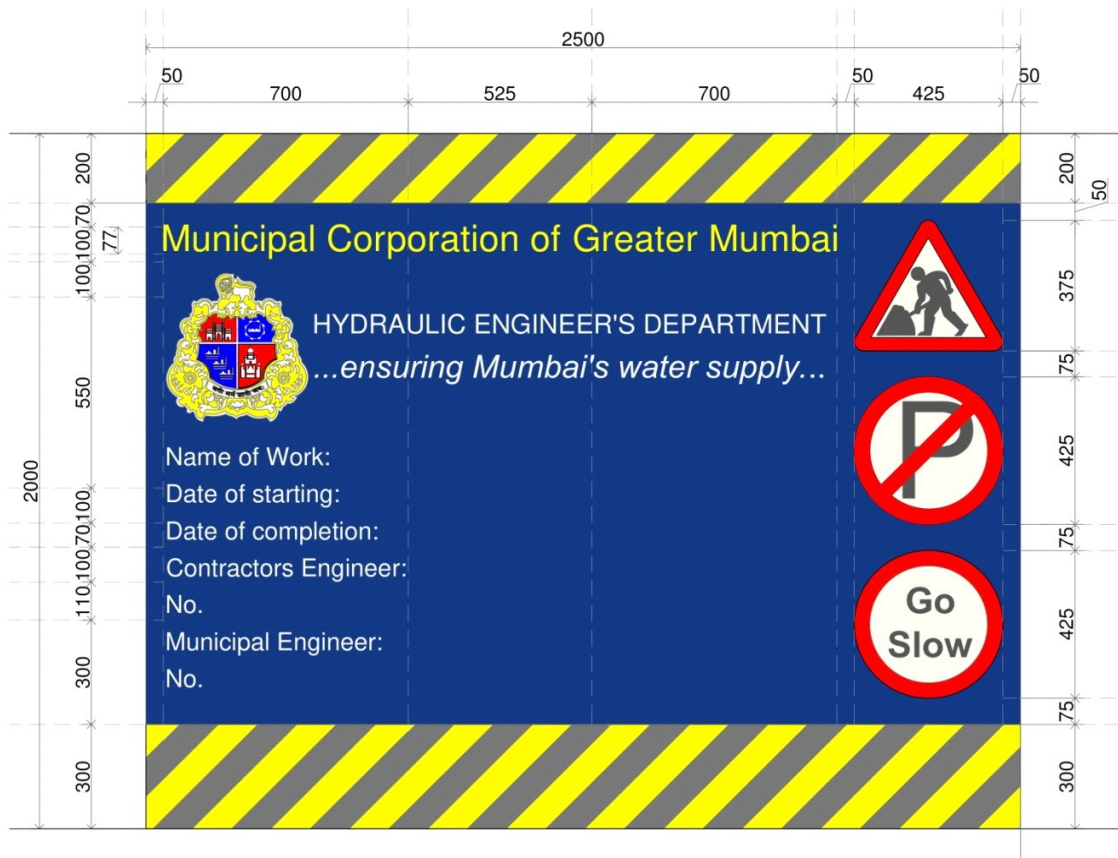 2500
50 700 525 700 50 425 50
200
70
100
77
100
550
100
70
100
110
300
300
2000
Municipal Corporation of Greater Mumbai
HYDRAULIC ENGINEER'S DEPARTMENT
...ensuring Mumbai's water supply...
Name of Work:
Date of starting:
Date of completion:
Contractors Engineer:
No.
Municipal Engineer:
No.
P
Go
Slow
200
50
375
75
425
75
425
75
300